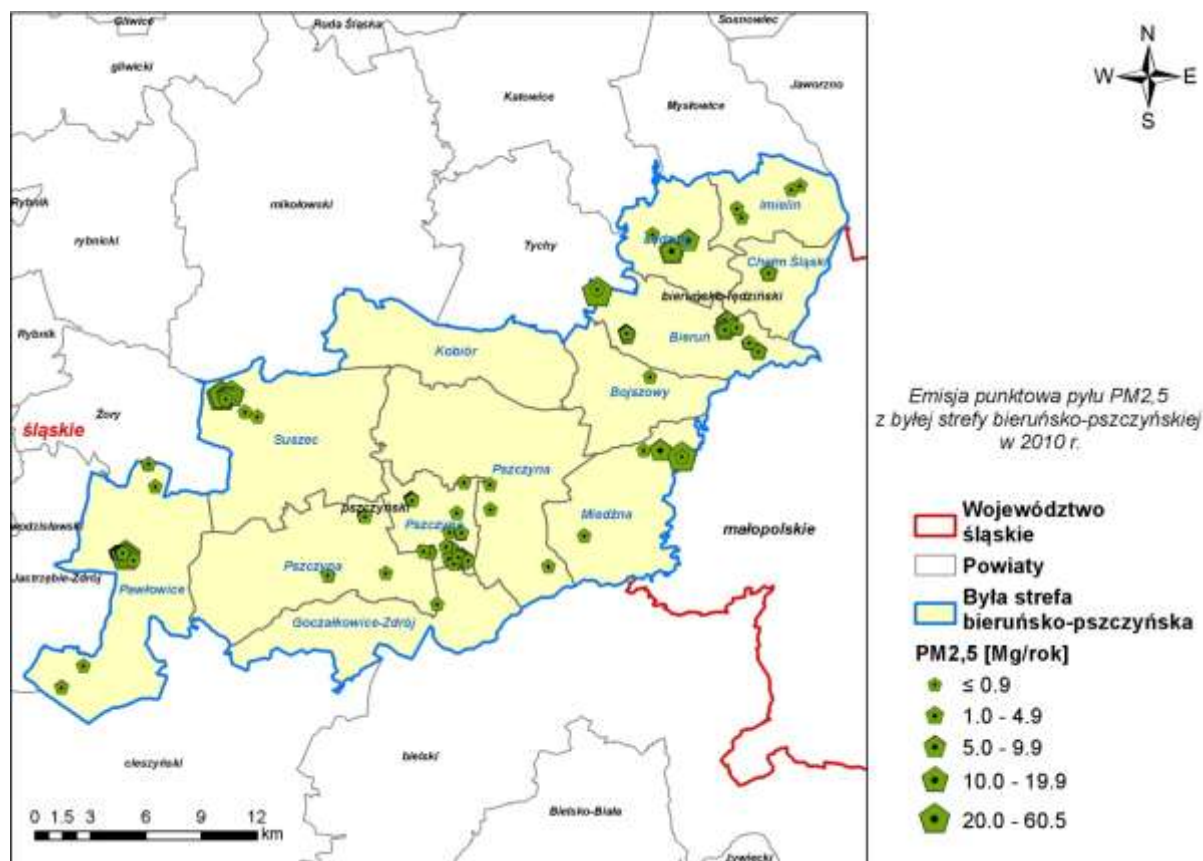 Gliwice
Ruda Śląska
Sosnowiec
gliwicki
Jaworzno
Katowice
Mysłowice
N
W
E
S
Rybnik
mikołowski
Imielin
rybnicki
Tychy
Chełm Śląski
bieruńsko-lędziński
Rybnik
Bieruń
Kobiór
Bojszowy
Żory
śląskie
Suszec
Pszczyna
pszczyński
Pszczyna
Miedźna
małopolskie
wodzisławski
Jastrzębie-Zdrój
Pawłowice
Pszczyna
Goczałkowice-Zdrój
cieszyński
bielski
Bielsko-Biała
żywiecki
0 1.5 3 6 9 12
km
Emisja punktowa pyłu PM2,5
z byłej strefy bieruńsko-pszczyńskiej
w 2010 r.
Województwo
śląskie
Powiaty
Była strefa
bieruńsko-pszczyńska
PM2,5 [Mg/rok]
≤ 0.9
1.0 - 4.9
5.0 - 9.9
10.0 - 19.9
20.0 - 60.5